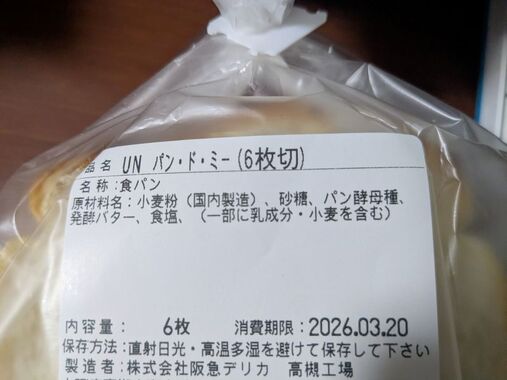 品名 UN パン・ド・ミー(6枚切)
名称:食パン
原材料名:小麦粉(国内製造)、砂糖、パン酵母種、
発酵バター、食塩、(一部に乳成分・小麦を含む)
内容量: 6枚 消費期限:2026.03.20
保存方法:直射日光・高温多湿を避けて保存して下さい
製造者:株式会社阪急デリカ 高槻工場